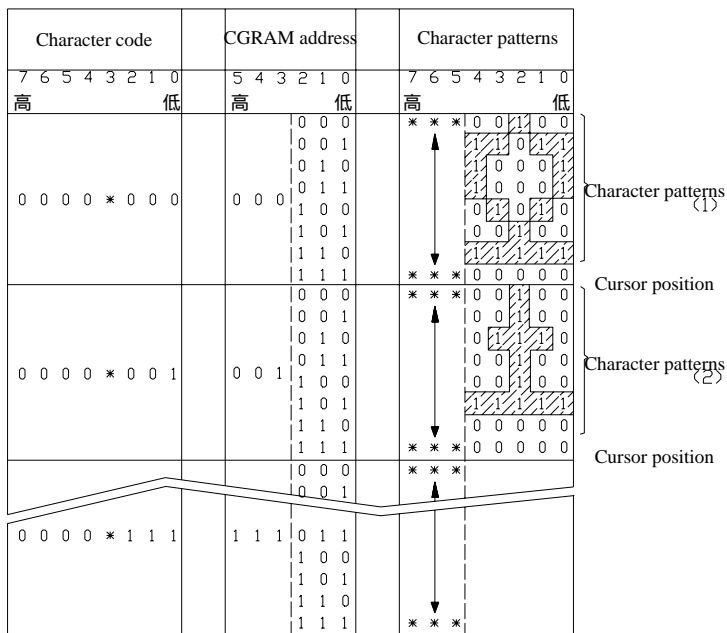 Character code CGRAM address Character patterns
7 6 5 4 3 2 1 0 5 4 3 2 1 0 7 6 5 4 3 2 1 0
高 低 高 低 高 低
0 0 0 * * * 0 0 1 0 0
0 0 1 1 1 0 1 1
0 1 0 1 0 0 0 1
0 1 1 1 0 0 0 1 Character patterns
0 0 0 0 * 0 0 0 0 0 0 (1)
1 0 0 0 1 0 1 0
1 0 1 0 0 1 0 0
1 1 0 1 1 1 1 1
1 1 1 * * * 0 0 0 0 0 Cursor position
0 0 0 * * * 0 0 1 0 0
0 0 1 0 0 1 0 0
0 1 0 0 1 1 1 0
0 1 1 0 0 1 0 0 Character patterns
0 0 0 0 * 0 0 1 0 0 1 (2)
1 0 0 0 0 1 0 0
1 0 1 1 1 1 1 1
1 1 0 0 0 0 0 0
1 1 1 * * * 0 0 0 0 0 Cursor position
0 0 0 * * *
0 0 1
0 0 0 0 * 1 1 1 1 1 1 0 1 1
1 0 0
1 0 1
1 1 0
1 1 1 * * *